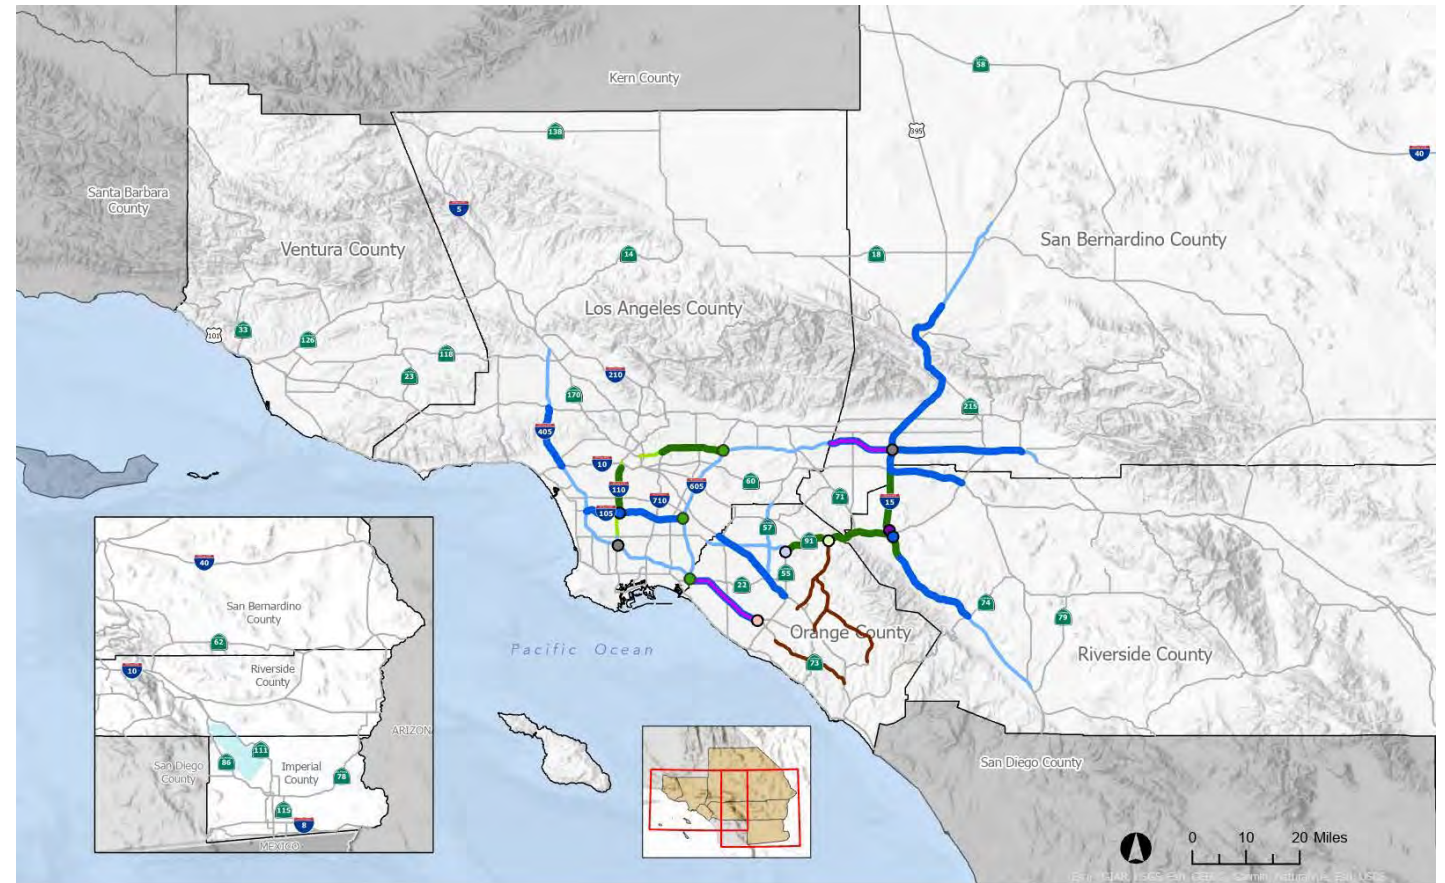 Kern County
58
138
395
40
Santa Barbara
County
5
Ventura County
14
18
San Bernardino County
Los Angeles County
101
33
126
118
23
210
170
215
405
10
60
110
605
71
710
15
105
57
91
55
22
74
79
Orange County
73
Riverside County
Pacific Ocean
San Diego County
40
San Bernardino
County
62
10
Riverside
County
ARIZON
San Diego
County
86
111
Imperial
County
78
115
8
MEXICO
0 10 20 Miles